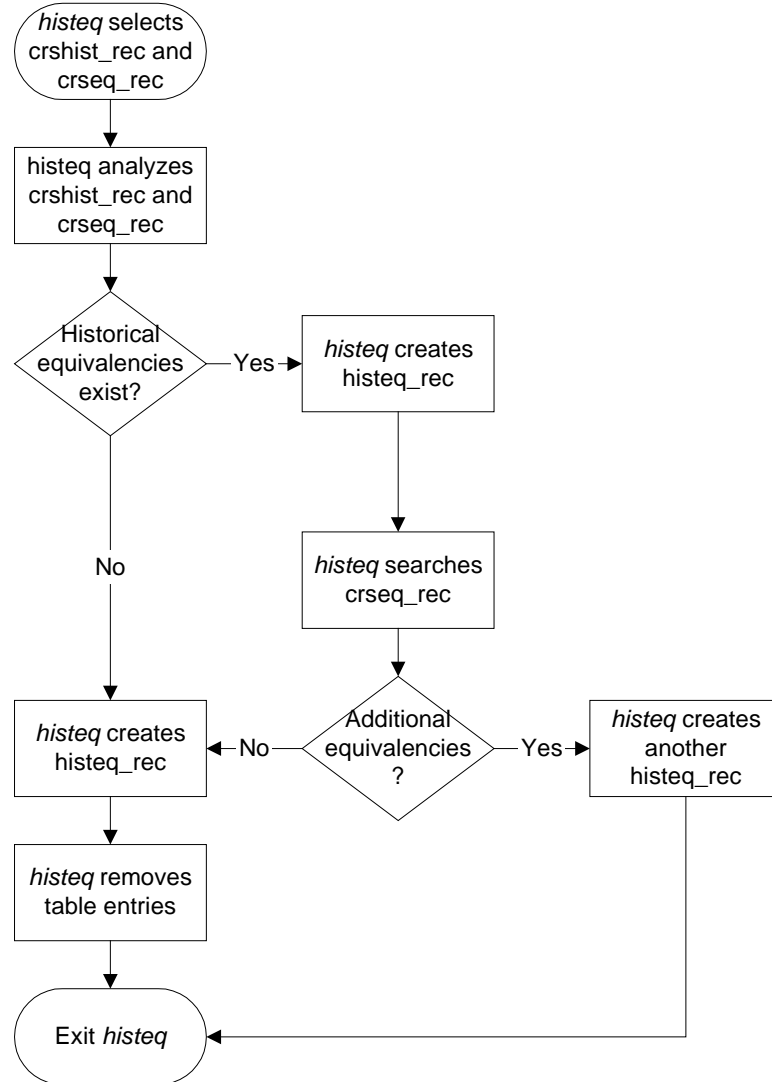 histeq selects
crshist_rec and
crseq_rec
histeq analyzes
crshist_rec and
crseq_rec
Historical
equivalencies
exist?
Yes
histeq creates
histeq_rec
No
histeq searches
crseq_rec
histeq creates
histeq_rec
No
Additional
equivalencies
?
Yes
histeq creates
another
histeq_rec
histeq removes
table entries
Exit histeq